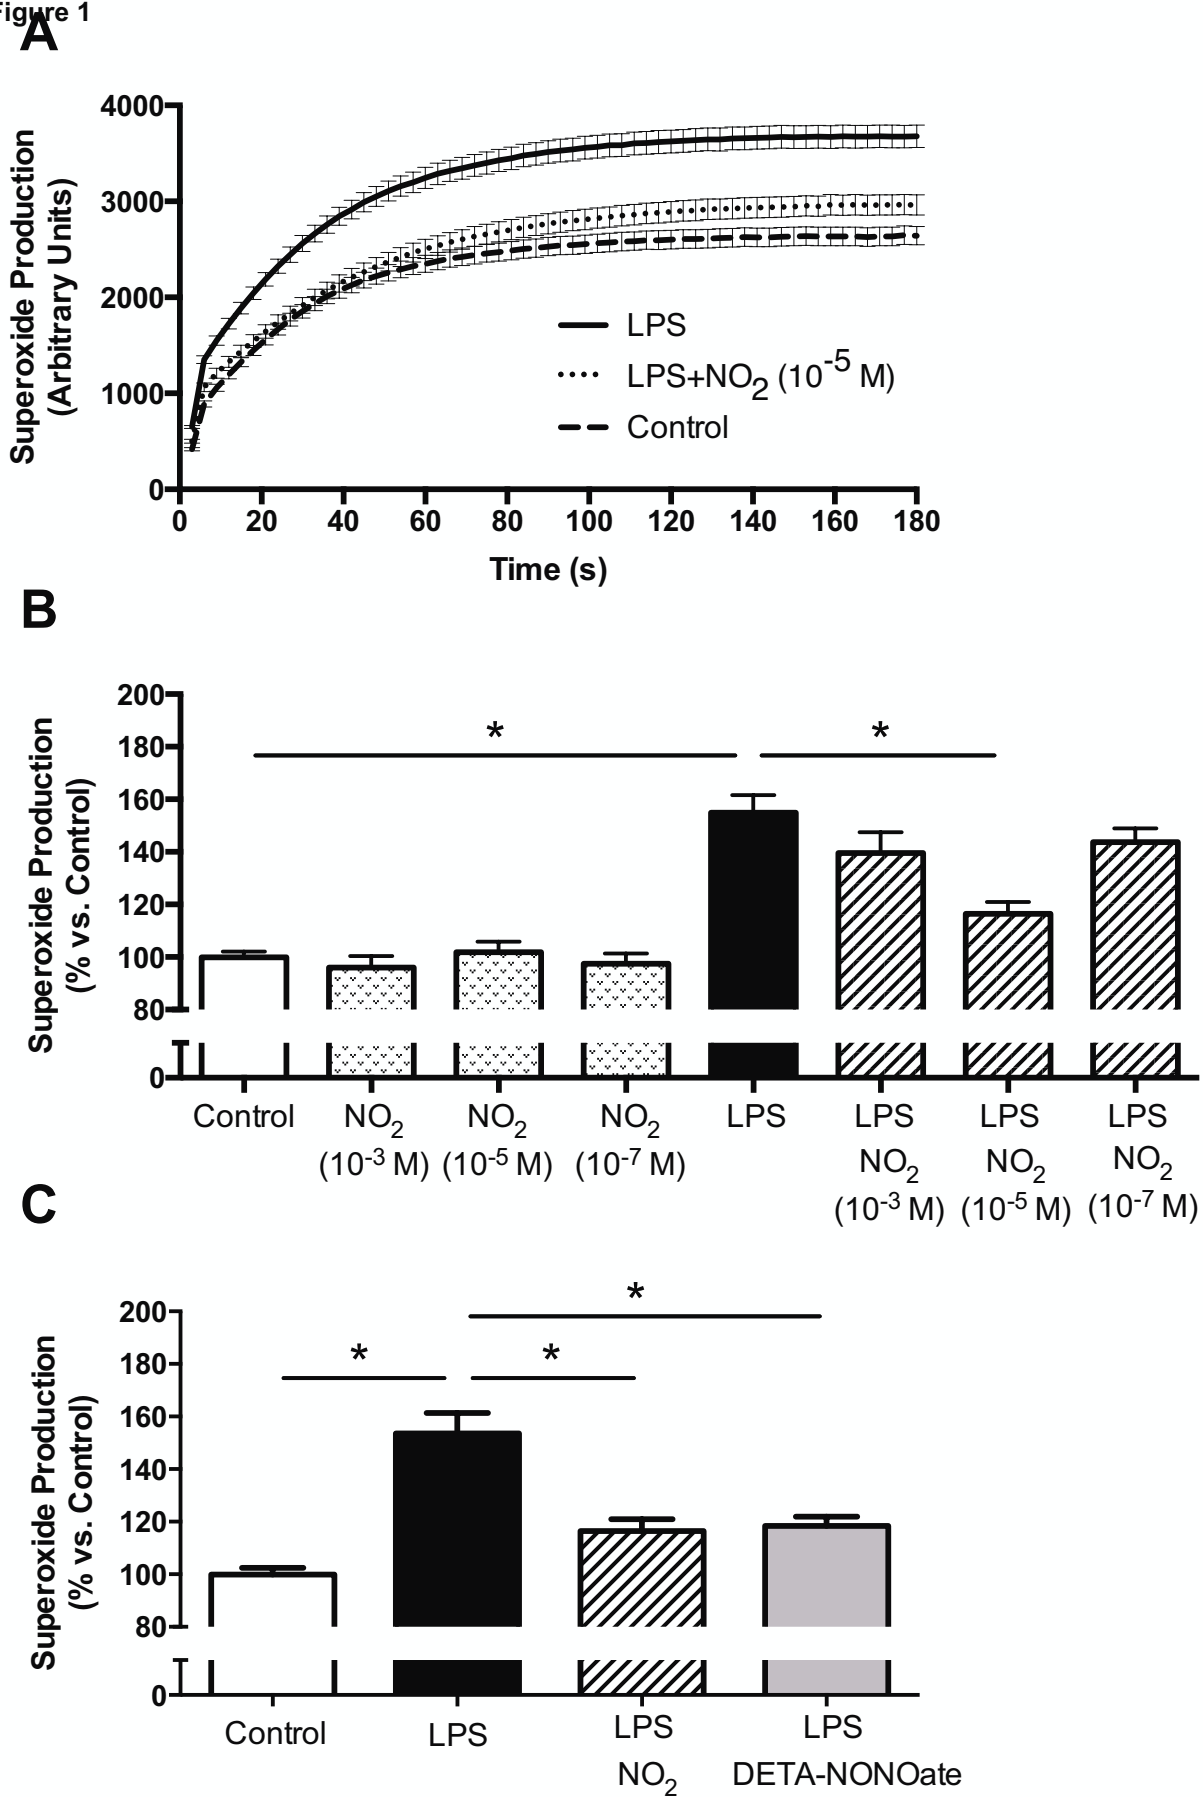 Figure 1
A
Superoxide Production
(Arbitrary Units)
4000
3000
2000
1000
0
LPS
LPS+NO2 (10-5 M)
Control
0 20 40 60 80 100 120 140 160 180
Time (s)
B
Superoxide Production
(% vs. Control)
200
180
160
140
120
100
80
0
* *
Control NO2 NO2 NO2 LPS LPS LPS LPS
(10-3 M) (10-5 M) (10-7 M) NO2 NO2 NO2
(10-3 M) (10-5 M) (10-7 M)
C
Superoxide Production
(% vs. Control)
200
180
160
140
120
100
80
0
*
* *
Control LPS LPS LPS
NO2 DETA-NONOate